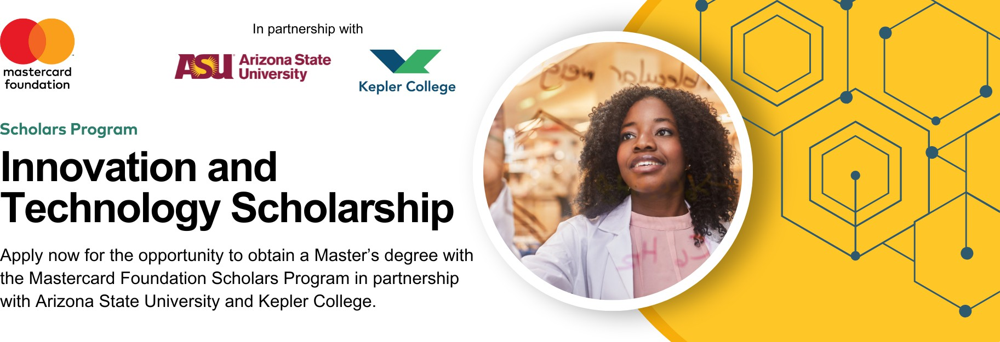 mastercard
foundation
In partnership with
ASU Arizona State
University
Kepler College
Scholars Program
Innovation and
Technology Scholarship
Apply now for the opportunity to obtain a Master’s degree with
the Mastercard Foundation Scholars Program in partnership
with Arizona State University and Kepler College.